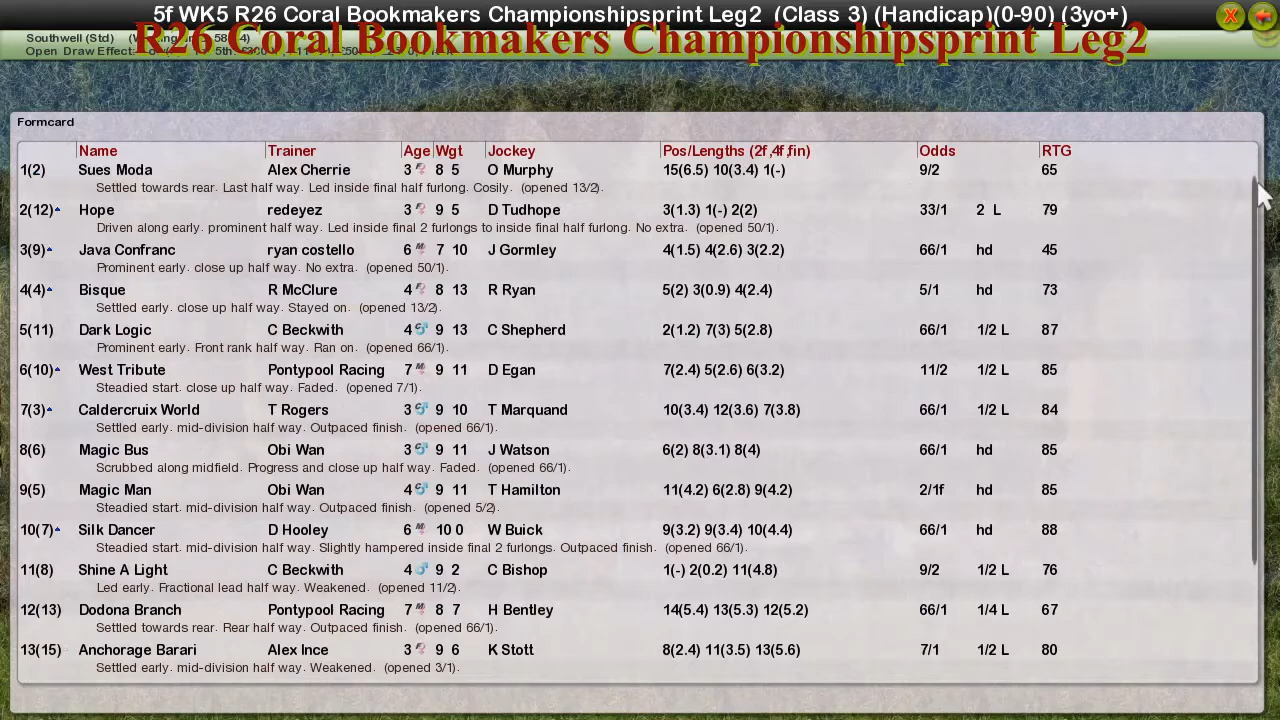 5f WK5 R26 Coral Bookmakers Championshipsprint Leg2 (Class 3) (Handicap)(0-90) (3yo+)
R26 Coral Bookmakers Championshipsprint Leg2
Southwell (Std)
Open Draw Effect:
Formcard
Name Trainer Age Wgt Jockey Pos/Lengths (2f,4f,fin) Odds RTG
1(2) Sues Moda Alex Cherrie 3 8 5 O Murphy 15(6.5) 10(3.4) 1(-) 9/2 65
Settled towards rear. Last half way. Led inside final half furlong. Cosily. (opened 13/2).
2(12) Hope redeyez 3 9 5 D Tudhope 3(1.3) 1(-) 2(2) 33/1 2 L 79
Driven along early. prominent half way. Led inside final 2 furlongs to inside final half furlong. No extra. (opened 50/1).
3(9) Java Confranc ryan costello 6 7 10 J Gormley 4(1.5) 4(2.6) 3(2.2) 66/1 hd 45
Prominent early. close up half way. No extra. (opened 50/1).
4(4) Bisque R McClure 4 8 13 R Ryan 5(2) 3(0.9) 4(2.4) 5/1 hd 73
Settled early. close up half way. Stayed on. (opened 13/2).
5(11) Dark Logic C Beckwith 4 9 13 C Shepherd 2(1.2) 7(3) 5(2.8) 66/1 1/2 L 87
Prominent early. Front rank half way. Ran on. (opened 66/1).
6(10) West Tribute Pontypool Racing 7 9 11 D Egan 7(2.4) 5(2.6) 6(3.2) 11/2 1/2 L 85
Steadied start. close up half way. Faded. (opened 7/1).
7(3) Caldercruix World T Rogers 3 9 10 T Marquand 10(3.4) 12(3.6) 7(3.8) 66/1 1/2 L 84
Settled early. mid-division half way. Outpaced finish. (opened 66/1).
8(6) Magic Bus Obi Wan 3 9 11 J Watson 6(2) 8(3.1) 8(4) 66/1 hd 85
Scrubbed along midfield. Progress and close up half way. Faded. (opened 66/1).
9(5) Magic Man Obi Wan 4 9 11 T Hamilton 11(4.2) 6(2.8) 9(4.2) 2/1f hd 85
Steadied start. mid-division half way. Outpaced finish. (opened 5/2).
10(7) Silk Dancer D Hooley 6 10 0 W Buick 9(3.2) 9(3.4) 10(4.4) 66/1 hd 88
Steadied start. mid-division half way. Slightly hampered inside final 2 furlongs. Outpaced finish. (opened 66/1).
11(8) Shine A Light C Beckwith 4 9 2 C Bishop 1(-) 2(0.2) 11(4.8) 9/2 1/2 L 76
Led early. Fractional lead half way. Weakened. (opened 11/2).
12(13) Dodona Branch Pontypool Racing 7 8 7 H Bentley 14(5.4) 13(5.3) 12(5.2) 66/1 1/4 L 67
Settled towards rear. Rear half way. Outpaced finish. (opened 66/1).
13(15) Anchorage Barari Alex Ince 3 9 6 K Stott 8(2.4) 11(3.5) 13(5.6) 7/1 1/2 L 80
Settled early. mid-division half way. Weakened. (opened 3/1).